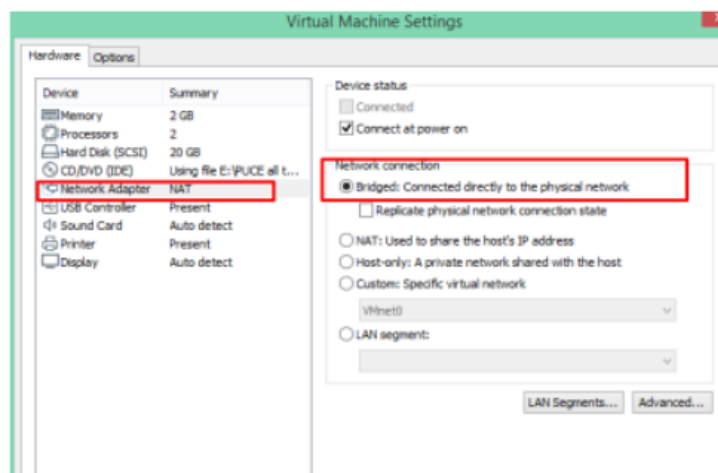 Virtual Machine Settings
Hardware Options
Device Summary
Memory 2 GB
Processors 2
Hard Disk (SCSI) 20 GB
CD/DVD (IDE) Using file E:\PUCE all t...
Network Adapter NAT
USB Controller Present
Sound Card Auto detect
Printer Present
Display Auto detect
Device status
Connected
Connect at power on
Network connection
Bridged: Connected directly to the physical network
Replicate physical network connection state
NAT: Used to share the host's IP address
Host-only: A private network shared with the host
Custom: Specific virtual network
VMnet0
LAN segment:
LAN Segments... Advanced...